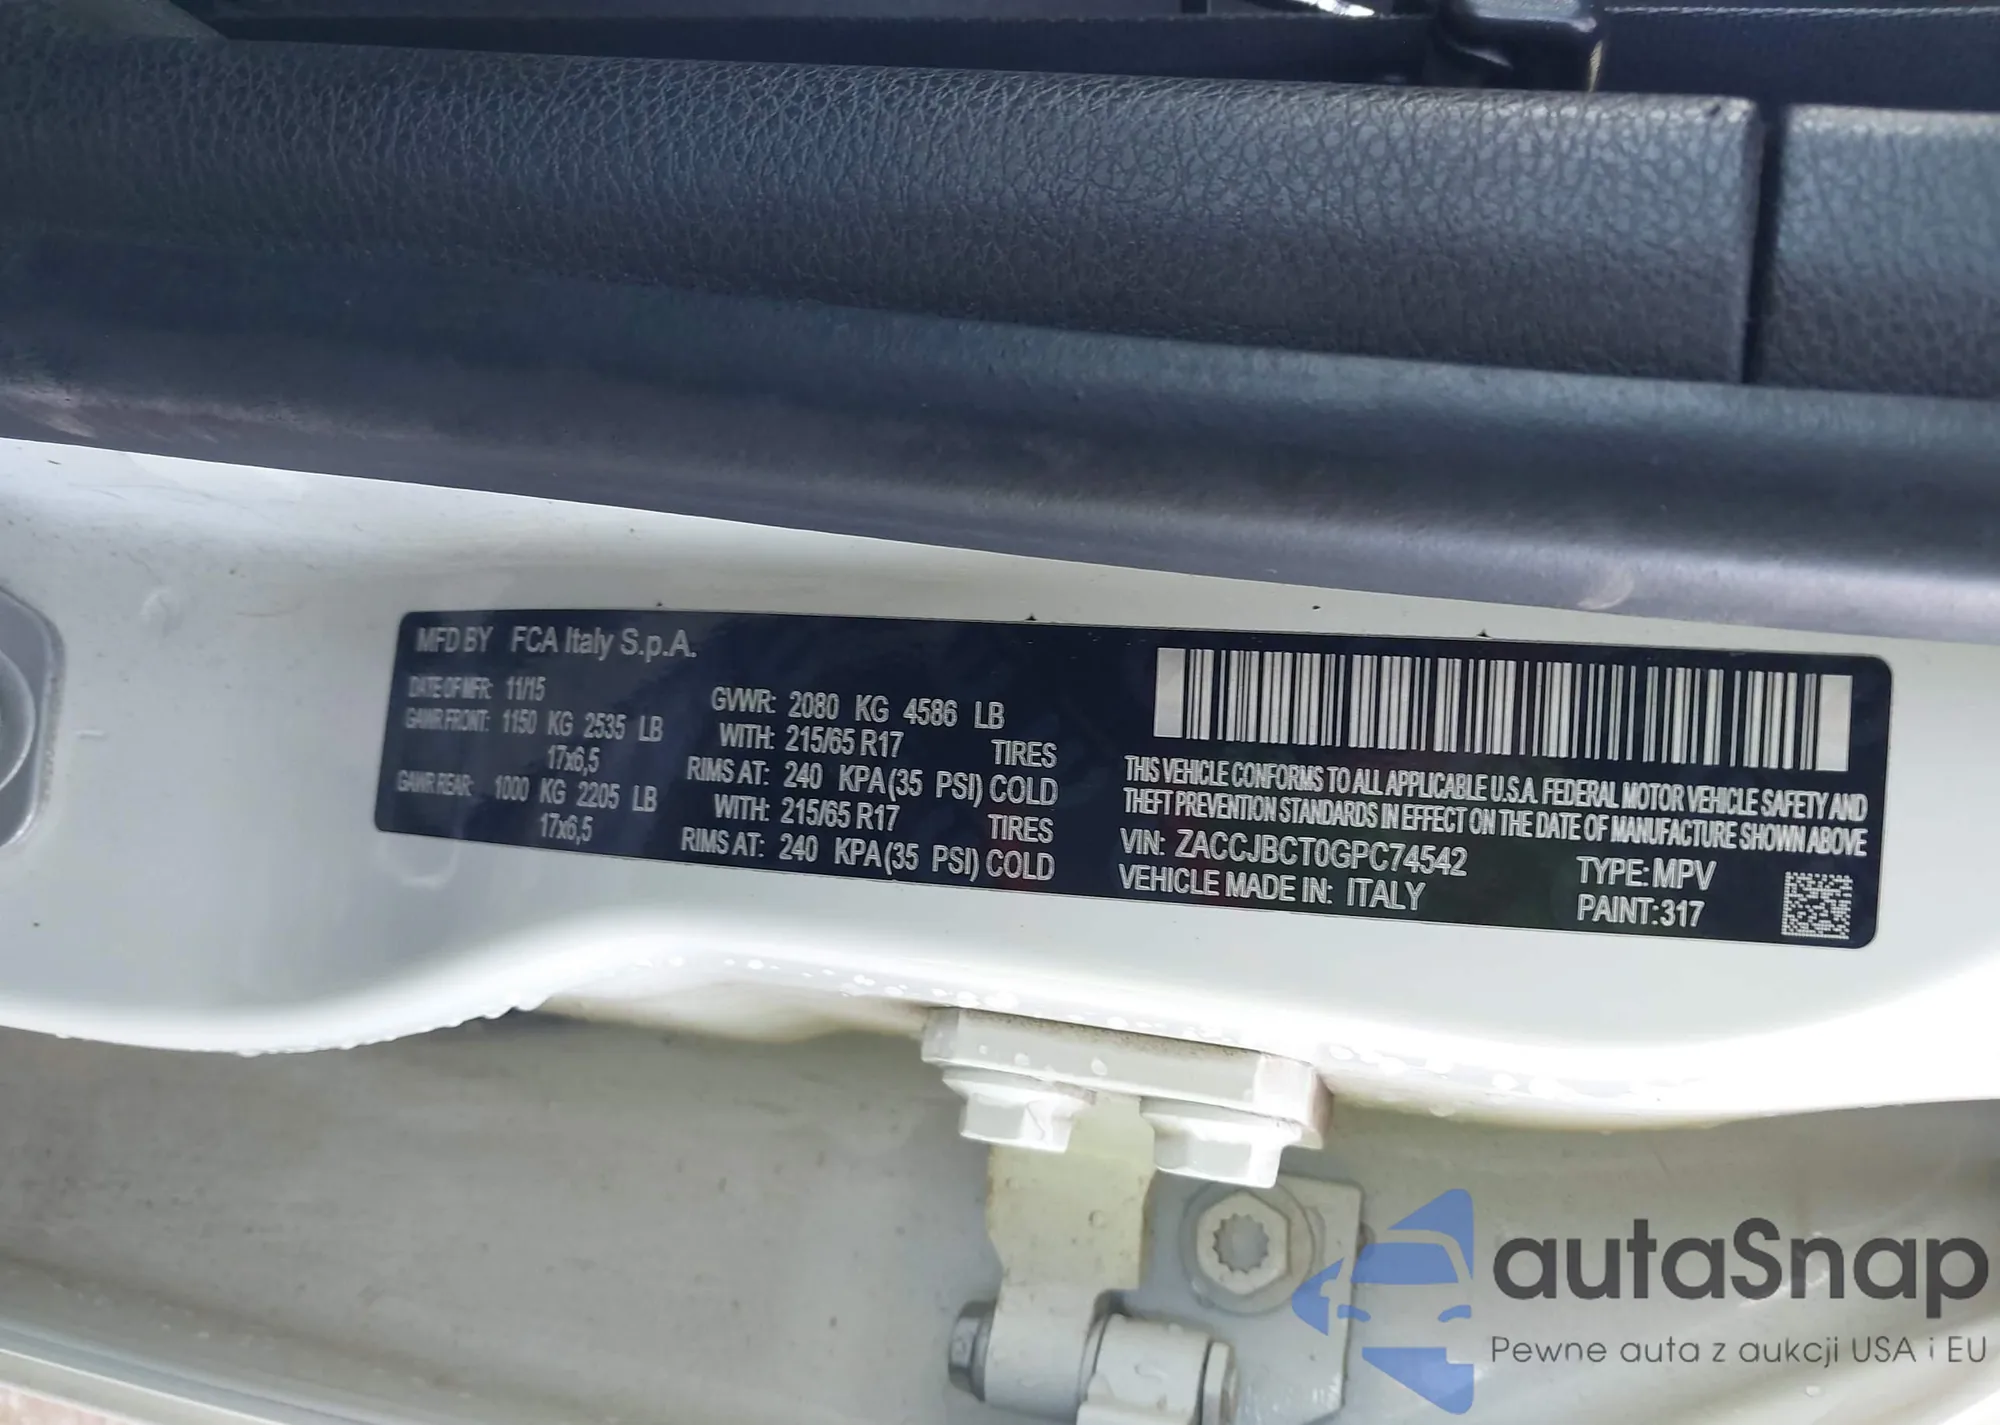 MFD BY FCA Italy S.p.A.
DATE OF MFR: 11/15
GAWR FRONT: 1150 KG 2535 LB
17x6,5
GAWR REAR: 1000 KG 2205 LB
17x6,5
GVWR: 2080 KG 4586 LB
WITH: 215/65 R17 TIRES
RIMS AT: 240 KPA (35 PSI) COLD
WITH: 215/65 R17 TIRES
RIMS AT: 240 KPA (35 PSI) COLD
THIS VEHICLE CONFORMS TO ALL APPLICABLE U.S.A. FEDERAL MOTOR VEHICLE SAFETY AND
THEFT PREVENTION STANDARDS IN EFFECT ON THE DATE OF MANUFACTURE SHOWN ABOVE
VIN: ZACCJBCT0GPC74542 TYPE: MPV
VEHICLE MADE IN: ITALY PAINT: 317
autaSnap
Pewne auta z aukcji USA i EU